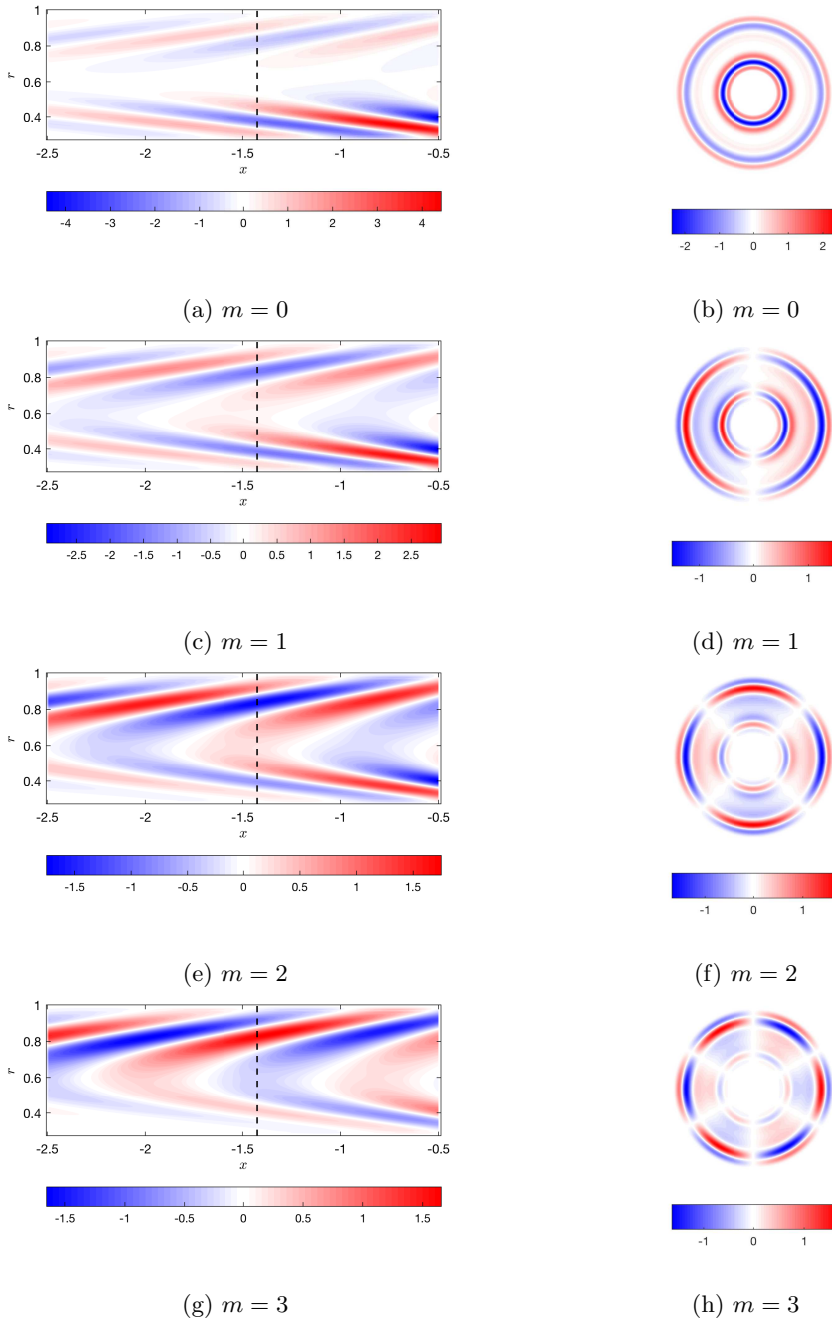 1
0.8
r
0.6
0.4
-2.5 -2 -1.5 -1 -0.5
x
-4 -3 -2 -1 0 1 2 3 4
-2 -1 0 1 2
(a) m = 0
(b) m = 0
1
0.8
r
0.6
0.4
-2.5 -2 -1.5 -1 -0.5
x
-2.5 -2 -1.5 -1 -0.5 0 0.5 1 1.5 2 2.5
-1 0 1
(c) m = 1
(d) m = 1
1
0.8
r
0.6
0.4
-2.5 -2 -1.5 -1 -0.5
x
-1.5 -1 -0.5 0 0.5 1 1.5
-1 0 1
(e) m = 2
(f) m = 2
1
0.8
r
0.6
0.4
-2.5 -2 -1.5 -1 -0.5
x
-1.5 -1 -0.5 0 0.5 1 1.5
-1 0 1
(g) m = 3
(h) m = 3